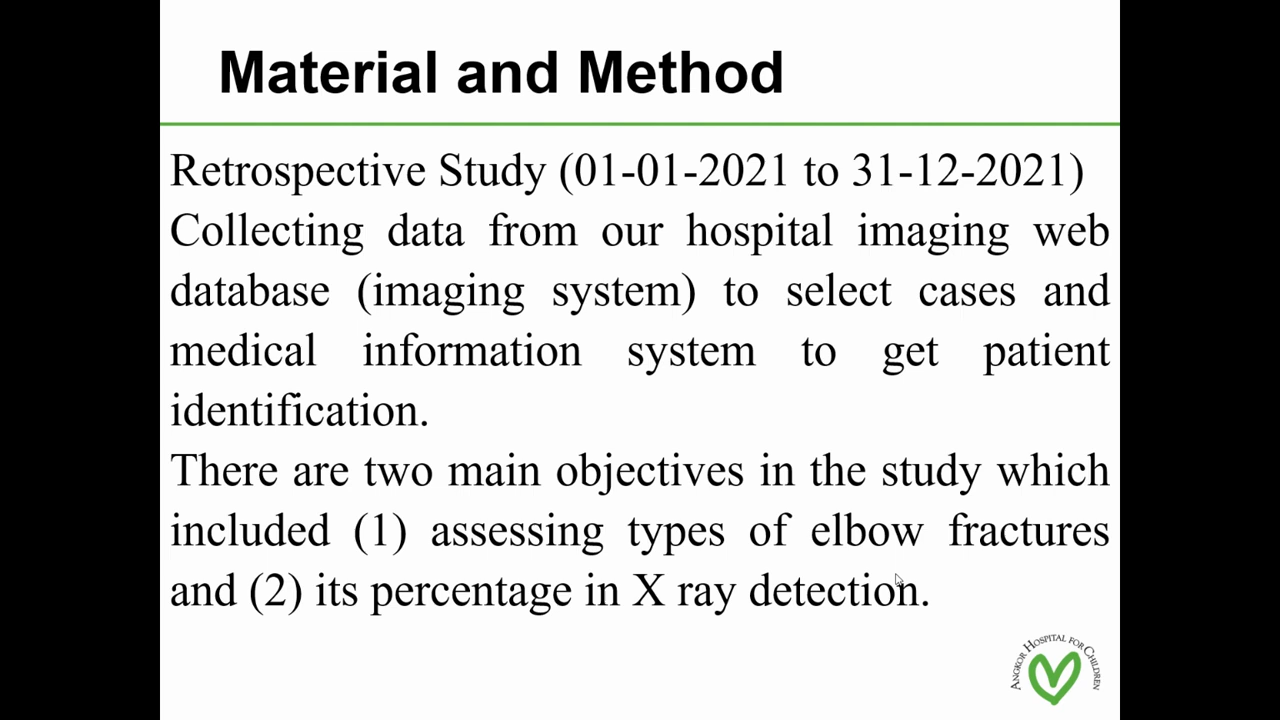 Material and Method
Retrospective Study (01-01-2021 to 31-12-2021)
Collecting data from our hospital imaging web
database (imaging system) to select cases and
medical information system to get patient
identification.
There are two main objectives in the study which
included (1) assessing types of elbow fractures
and (2) its percentage in X ray detection.
ANGKOR HOSPITAL FOR CHILDREN